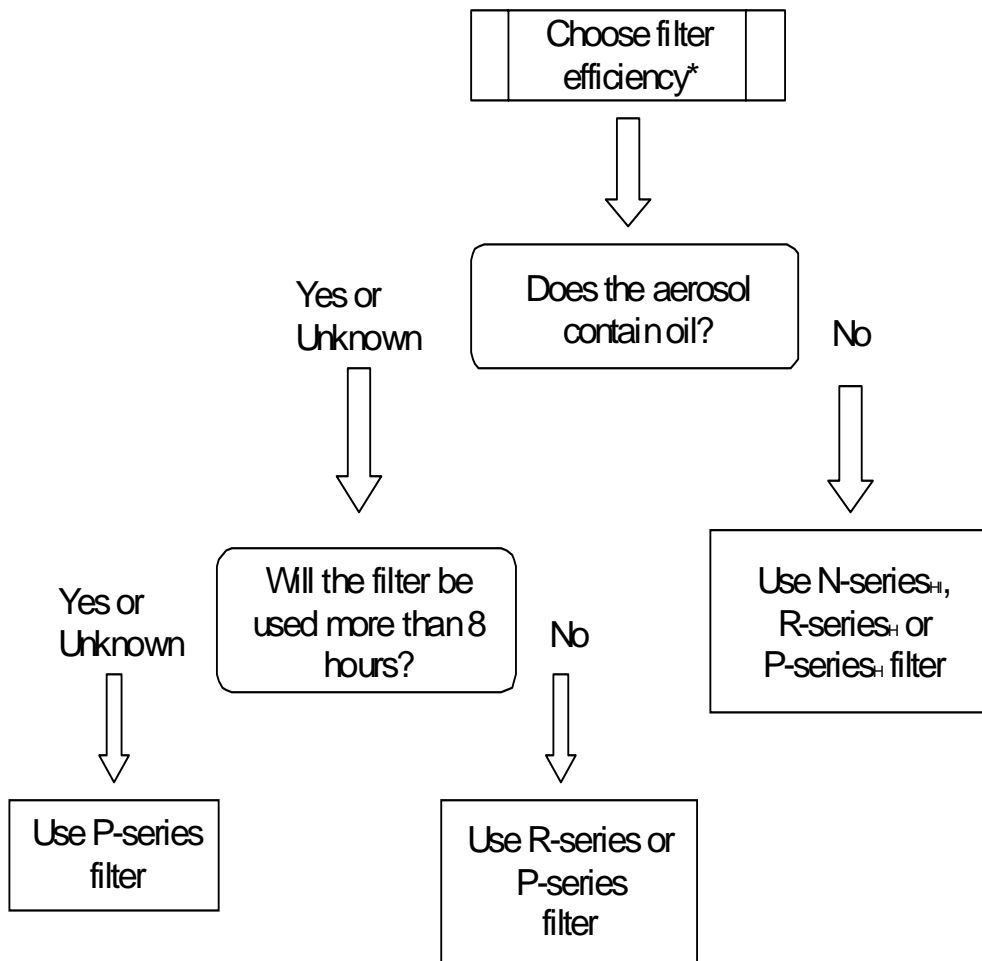 Choose filter
efficiency*
Does the aerosol
contain oil?
Yes or
Unknown
No
Will the filter be
used more than 8
hours?
Use N-seriesHI,
R-seriesH or
P-seriesH filter
Yes or
Unknown
No
Use P-series
filter
Use R-series or
P-series
filter